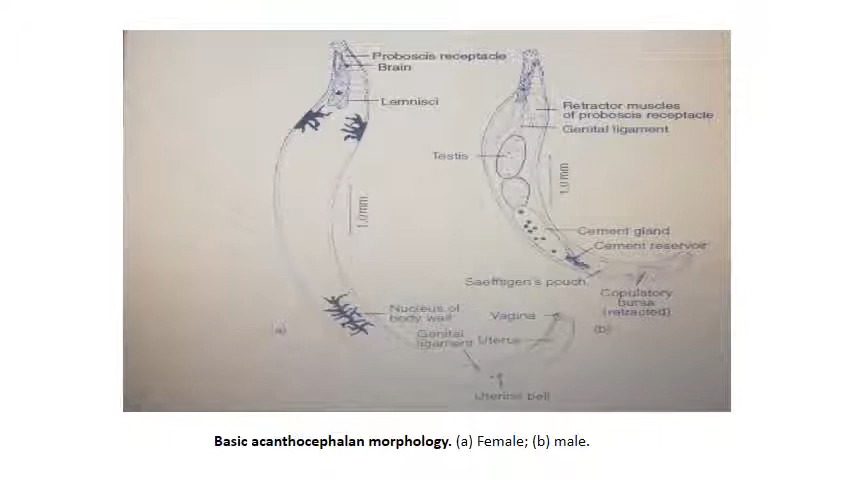 Proboscis receptacle
Brain
Lemnisci
Retractor muscles
of proboscis receptacle
Genital ligament
Testis
1.0 mm
1.0 mm
Cement gland
Cement reservoir
Saefftigen's pouch
Copulatory
bursa
(retracted)
Nucleus of
body wall
Vagina
(a)
(b)
Genital
ligament
Uterus
Uterine bell
Basic acanthocephalan morphology. (a) Female; (b) male.